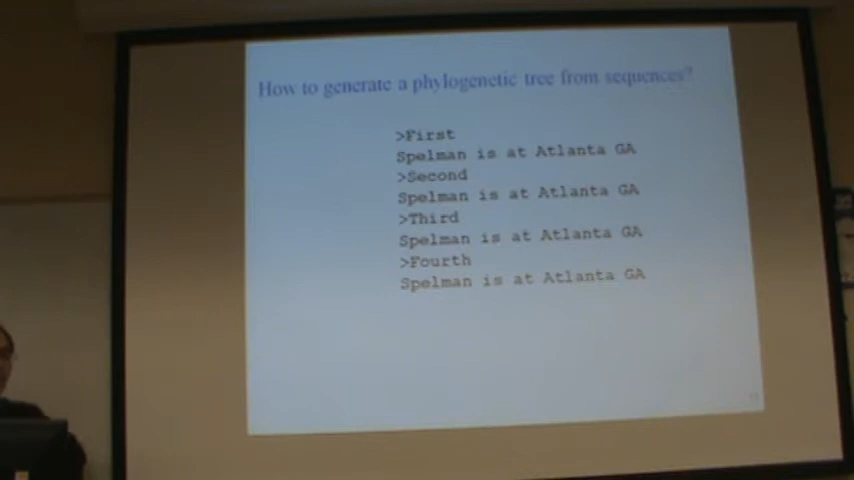 How to generate a phylogenetic tree from sequences?
>First
Spelman is at Atlanta GA
>Second
Spelman is at Atlanta GA
>Third
Spelman is at Atlanta GA
>Fourth
Spelman is at Atlanta GA